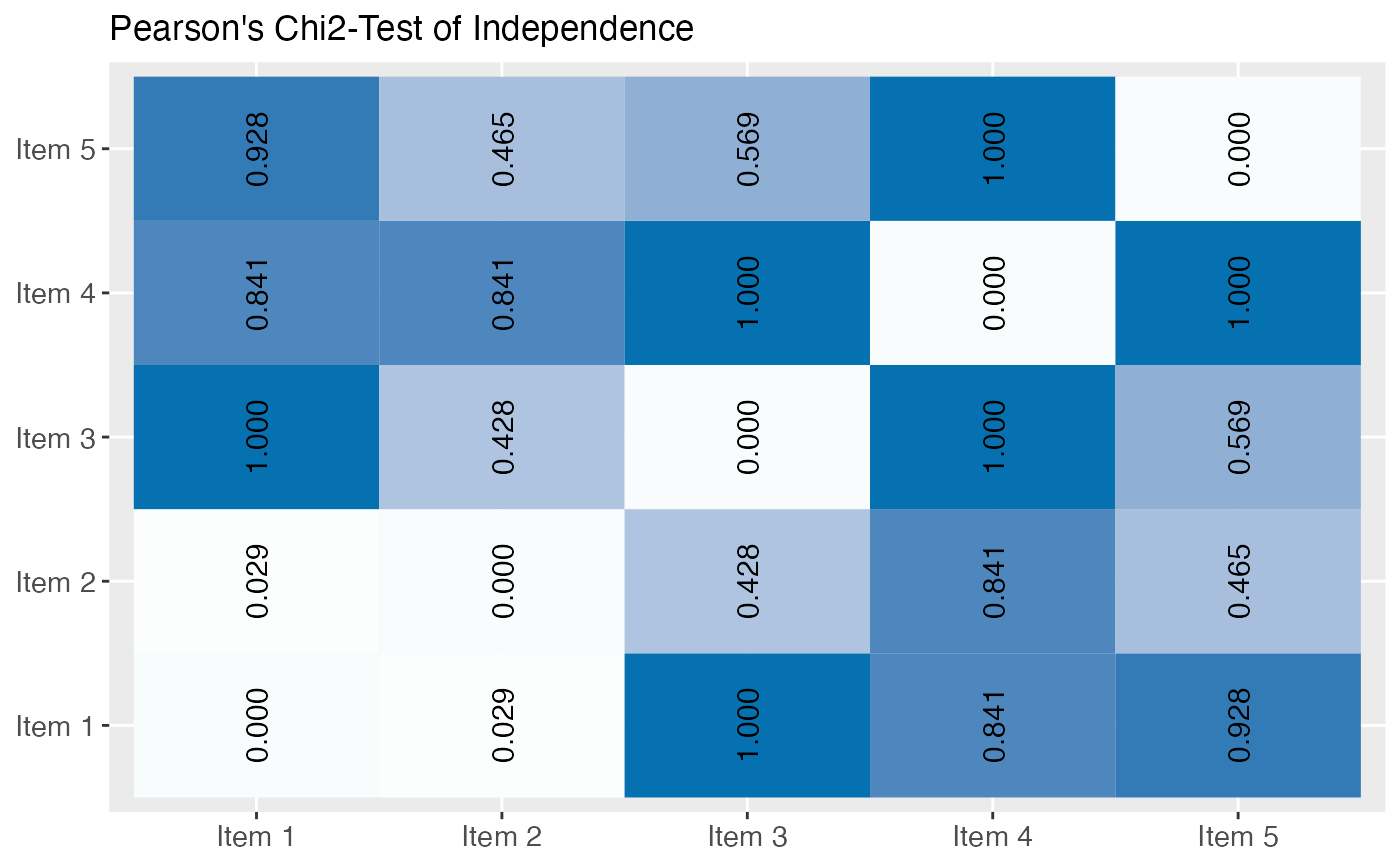 Pearson's Chi2-Test of Independence
Item 5 0.928 0.465 0.569 1.000 0.000
Item 4 0.841 0.841 1.000 0.000 1.000
Item 3 1.000 0.428 0.000 1.000 0.569
Item 2 0.029 0.000 0.428 0.841 0.465
Item 1 0.000 0.029 1.000 0.841 0.928
Item 1 Item 2 Item 3 Item 4 Item 5